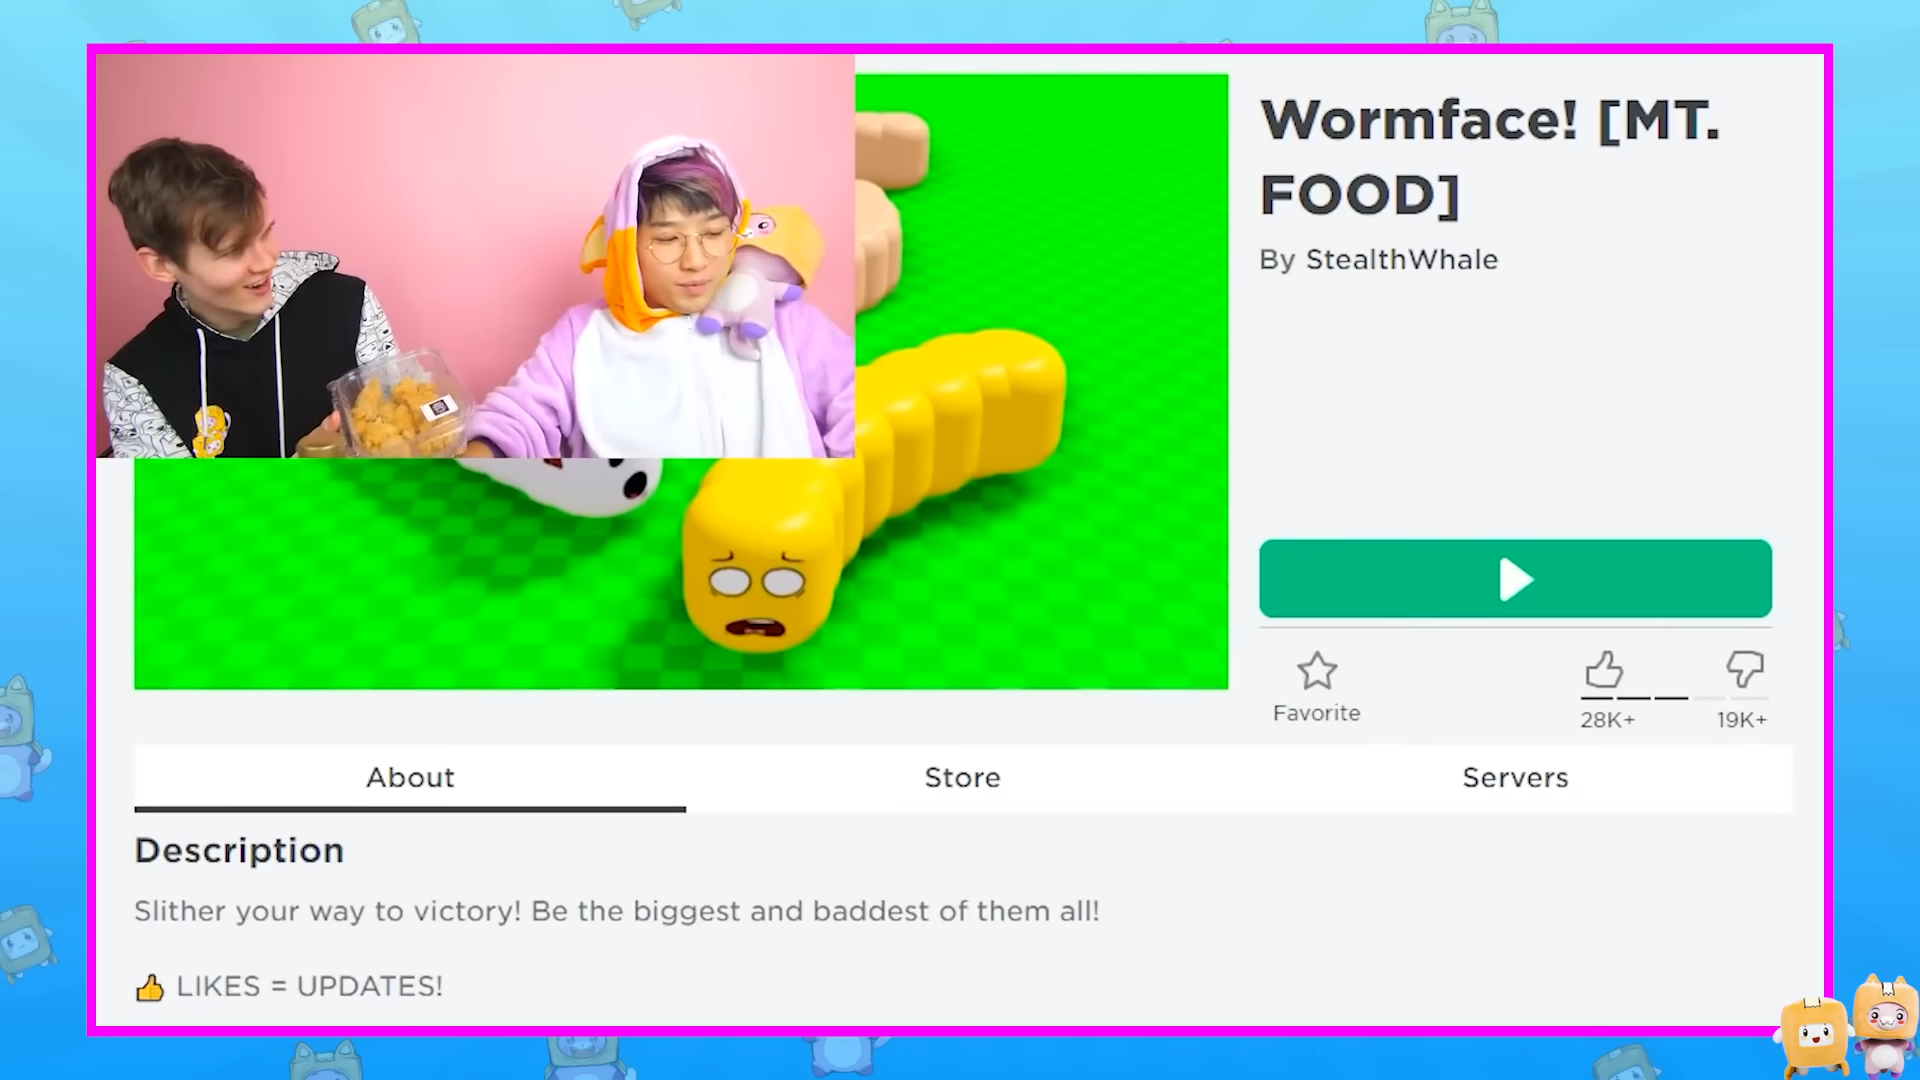 Wormface! [MT.
FOOD]
By StealthWhale
Favorite
28K+
19K+
About
Store
Servers
Description
Slither your way to victory! Be the biggest and baddest of them all!
👍 LIKES = UPDATES!